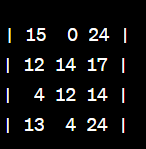 | 15  0 24 |
| 12 14 17 |
|  4 12 14 |
| 13  4 24 |